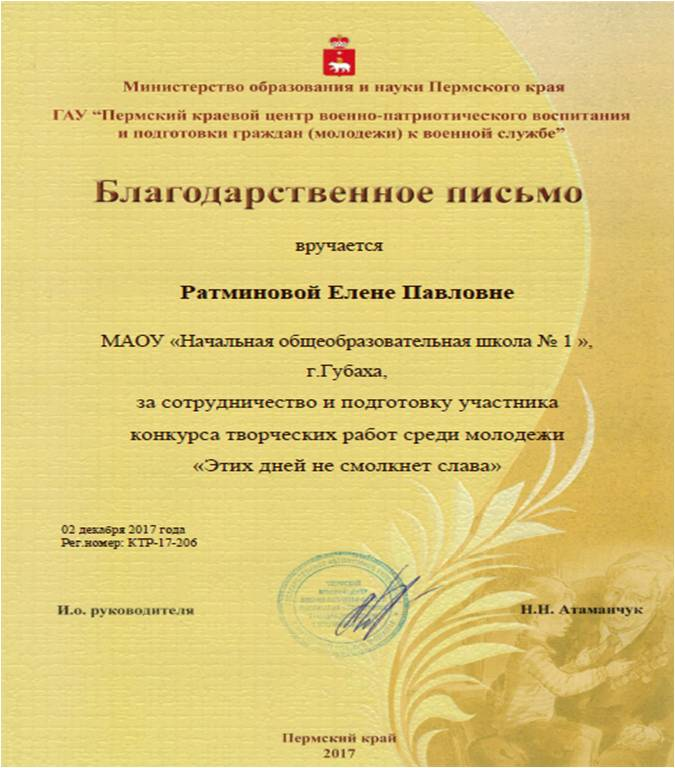 Министерство образования и науки Пермского края
ГАУ “Пермский краевой центр военно-патриотического воспитания
и подготовки граждан (молодежи) к военной службе”
Благодарственное письмо
вручается
Ратминовой Елене Павловне
МАОУ «Начальная общеобразовательная школа № 1 »,
г.Губаха,
за сотрудничество и подготовку участника
конкурса творческих работ среди молодежи
«Этих дней не смолкнет слава»
02 декабря 2017 года
Рег.номер: КТР-17-206
И.о. руководителя
Н.Н. Атаманчук
Пермский край
2017